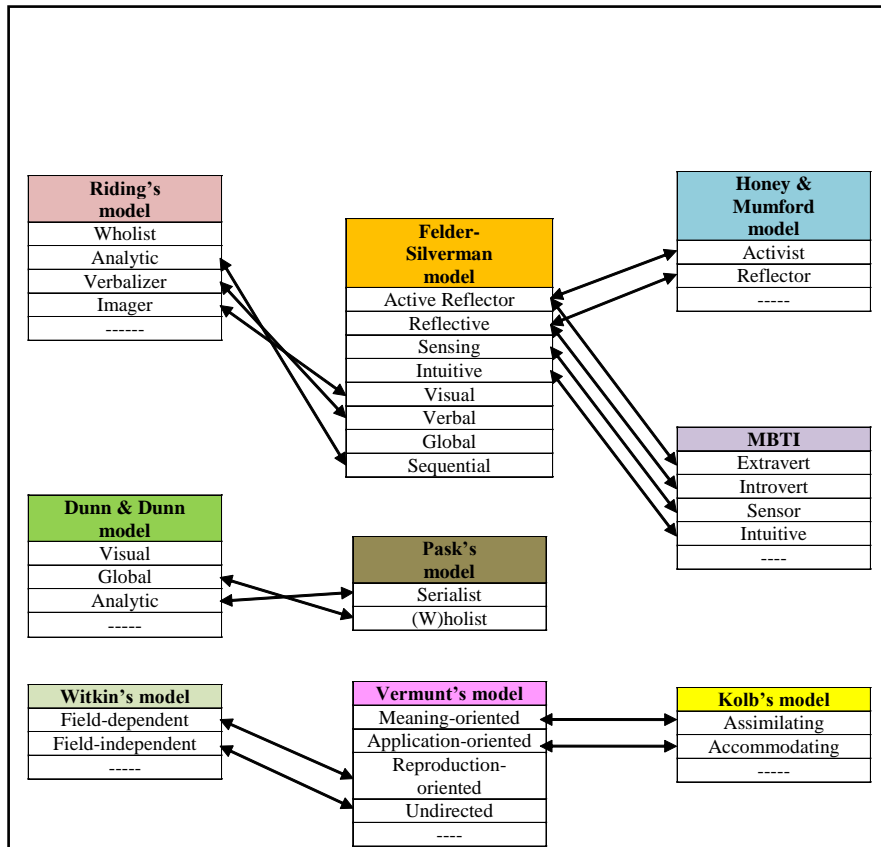 Riding's
model
Wholist
Analytic
Verbalizer
Imager
------
Felder-
Silverman
model
Active Reflector
Reflective
Sensing
Intuitive
Visual
Verbal
Global
Sequential
Honey &
Mumford
model
Activist
Reflector
-----
MBTI
Extravert
Introvert
Sensor
Intuitive
----
Dunn & Dunn
model
Visual
Global
Analytic
-----
Pask's
model
Serialist
(W)holist
Witkin's model
Field-dependent
Field-independent
-----
Vermunt's model
Meaning-oriented
Application-oriented
Reproduction-
oriented
Undirected
----
Kolb's model
Assimilating
Accommodating
-----